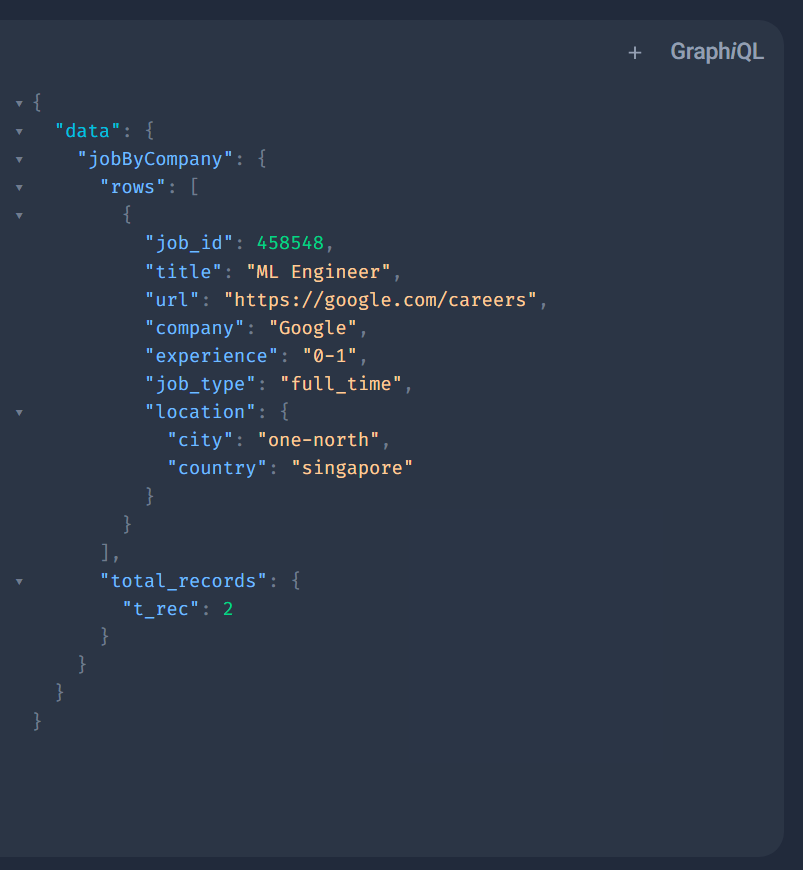 + GraphiQL
{
"data": {
"jobByCompany": {
"rows": [
{
"job_id": 458548,
"title": "ML Engineer",
"url": "https://google.com/careers",
"company": "Google",
"experience": "0-1",
"job_type": "full_time",
"location": {
"city": "one-north",
"country": "singapore"
}
}
],
"total_records": {
"t_rec": 2
}
}
}
}